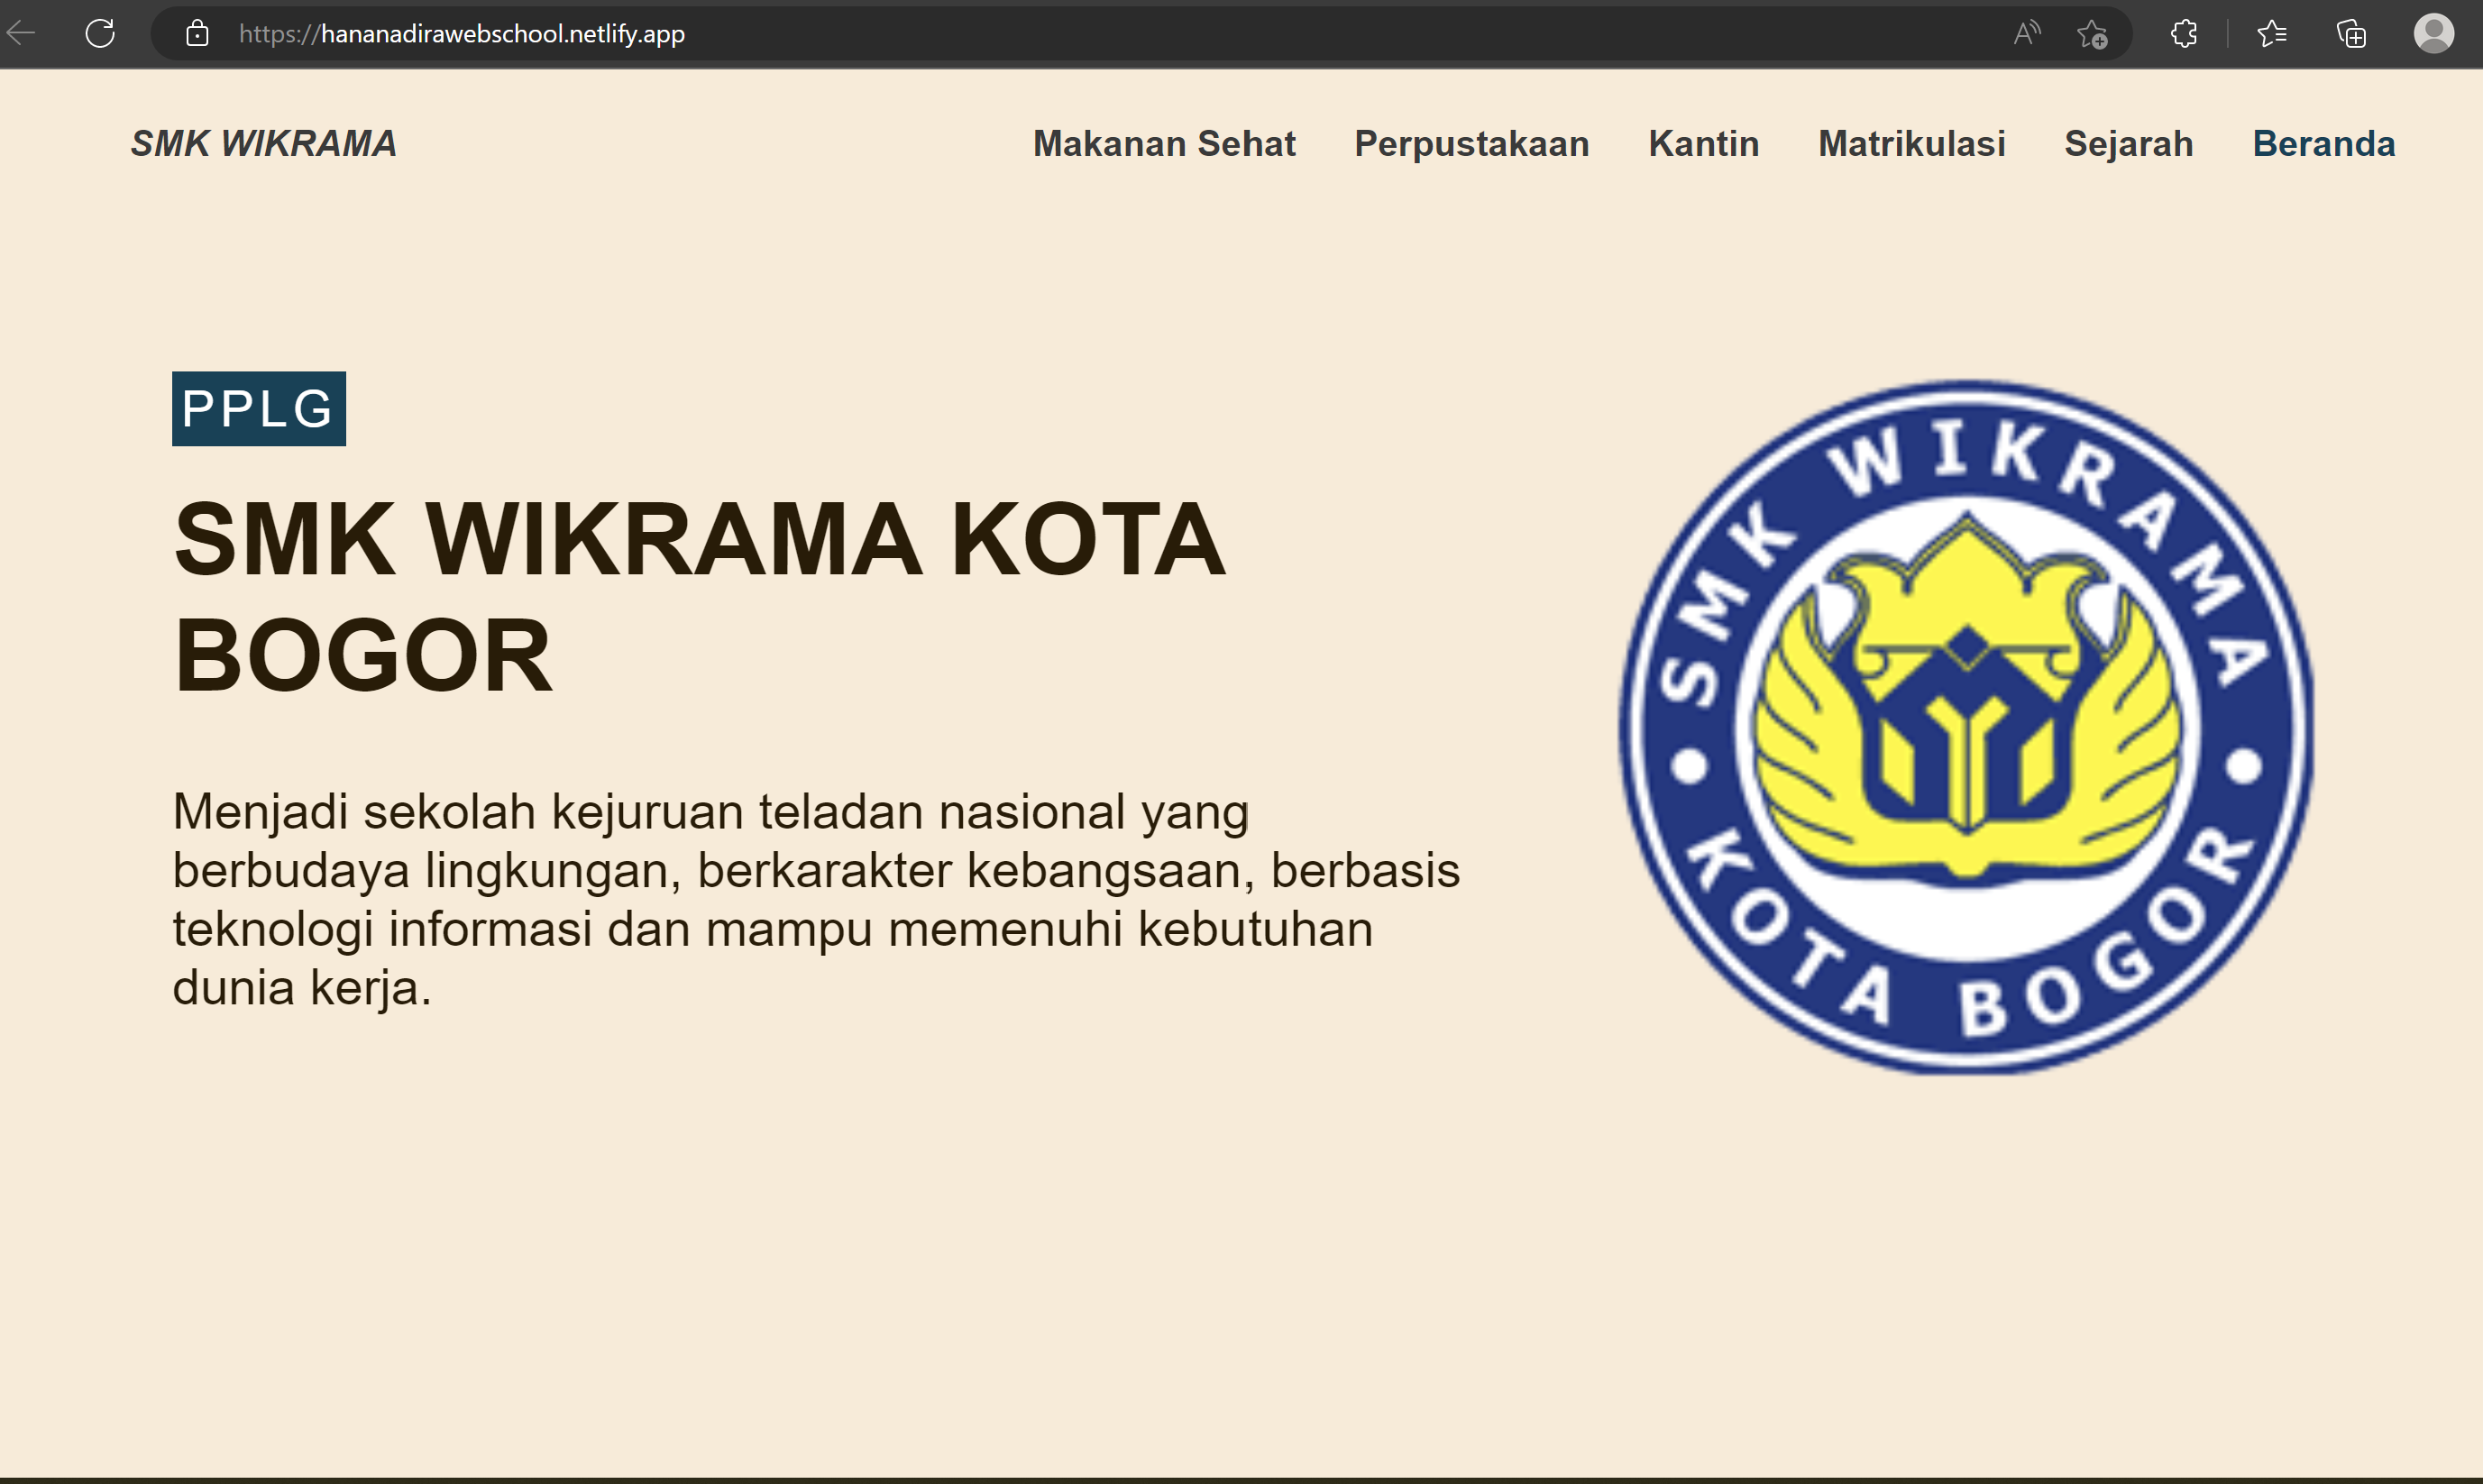 https://hananadirawebschool.netlify.app
SMK WIKRAMA
Makanan Sehat Perpustakaan Kantin Matrikulasi Sejarah Beranda
PPLG
SMK WIKRAMA KOTA
BOGOR
Menjadi sekolah kejuruan teladan nasional yang
berbudaya lingkungan, berkarakter kebangsaan, berbasis
teknologi informasi dan mampu memenuhi kebutuhan
dunia kerja.
SMK WIKRAMA
KOTA BOGOR